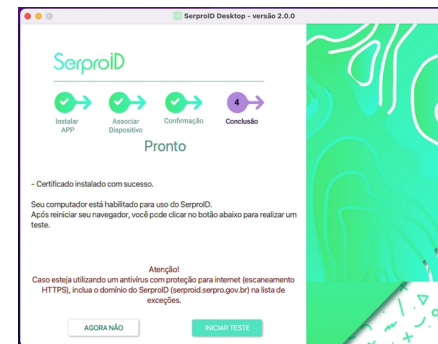 SerproID Desktop - versão 2.0.0
SerproID
4
Instalar APP
Associar Dispositivo
Confirmação
Conclusão
Pronto
- Certificado instalado com sucesso.
Seu computador está habilitado para uso do SerproID.
Após reiniciar seu navegador, você pode clicar no botão abaixo para realizar um
teste.
Atenção!
Caso esteja utilizando um antivírus com proteção para internet (escaneamento
HTTPS), inclua o domínio do SerproID (serproid.serpro.gov.br) na lista de
exceções.
AGORA NÃO
INICIAR TESTE